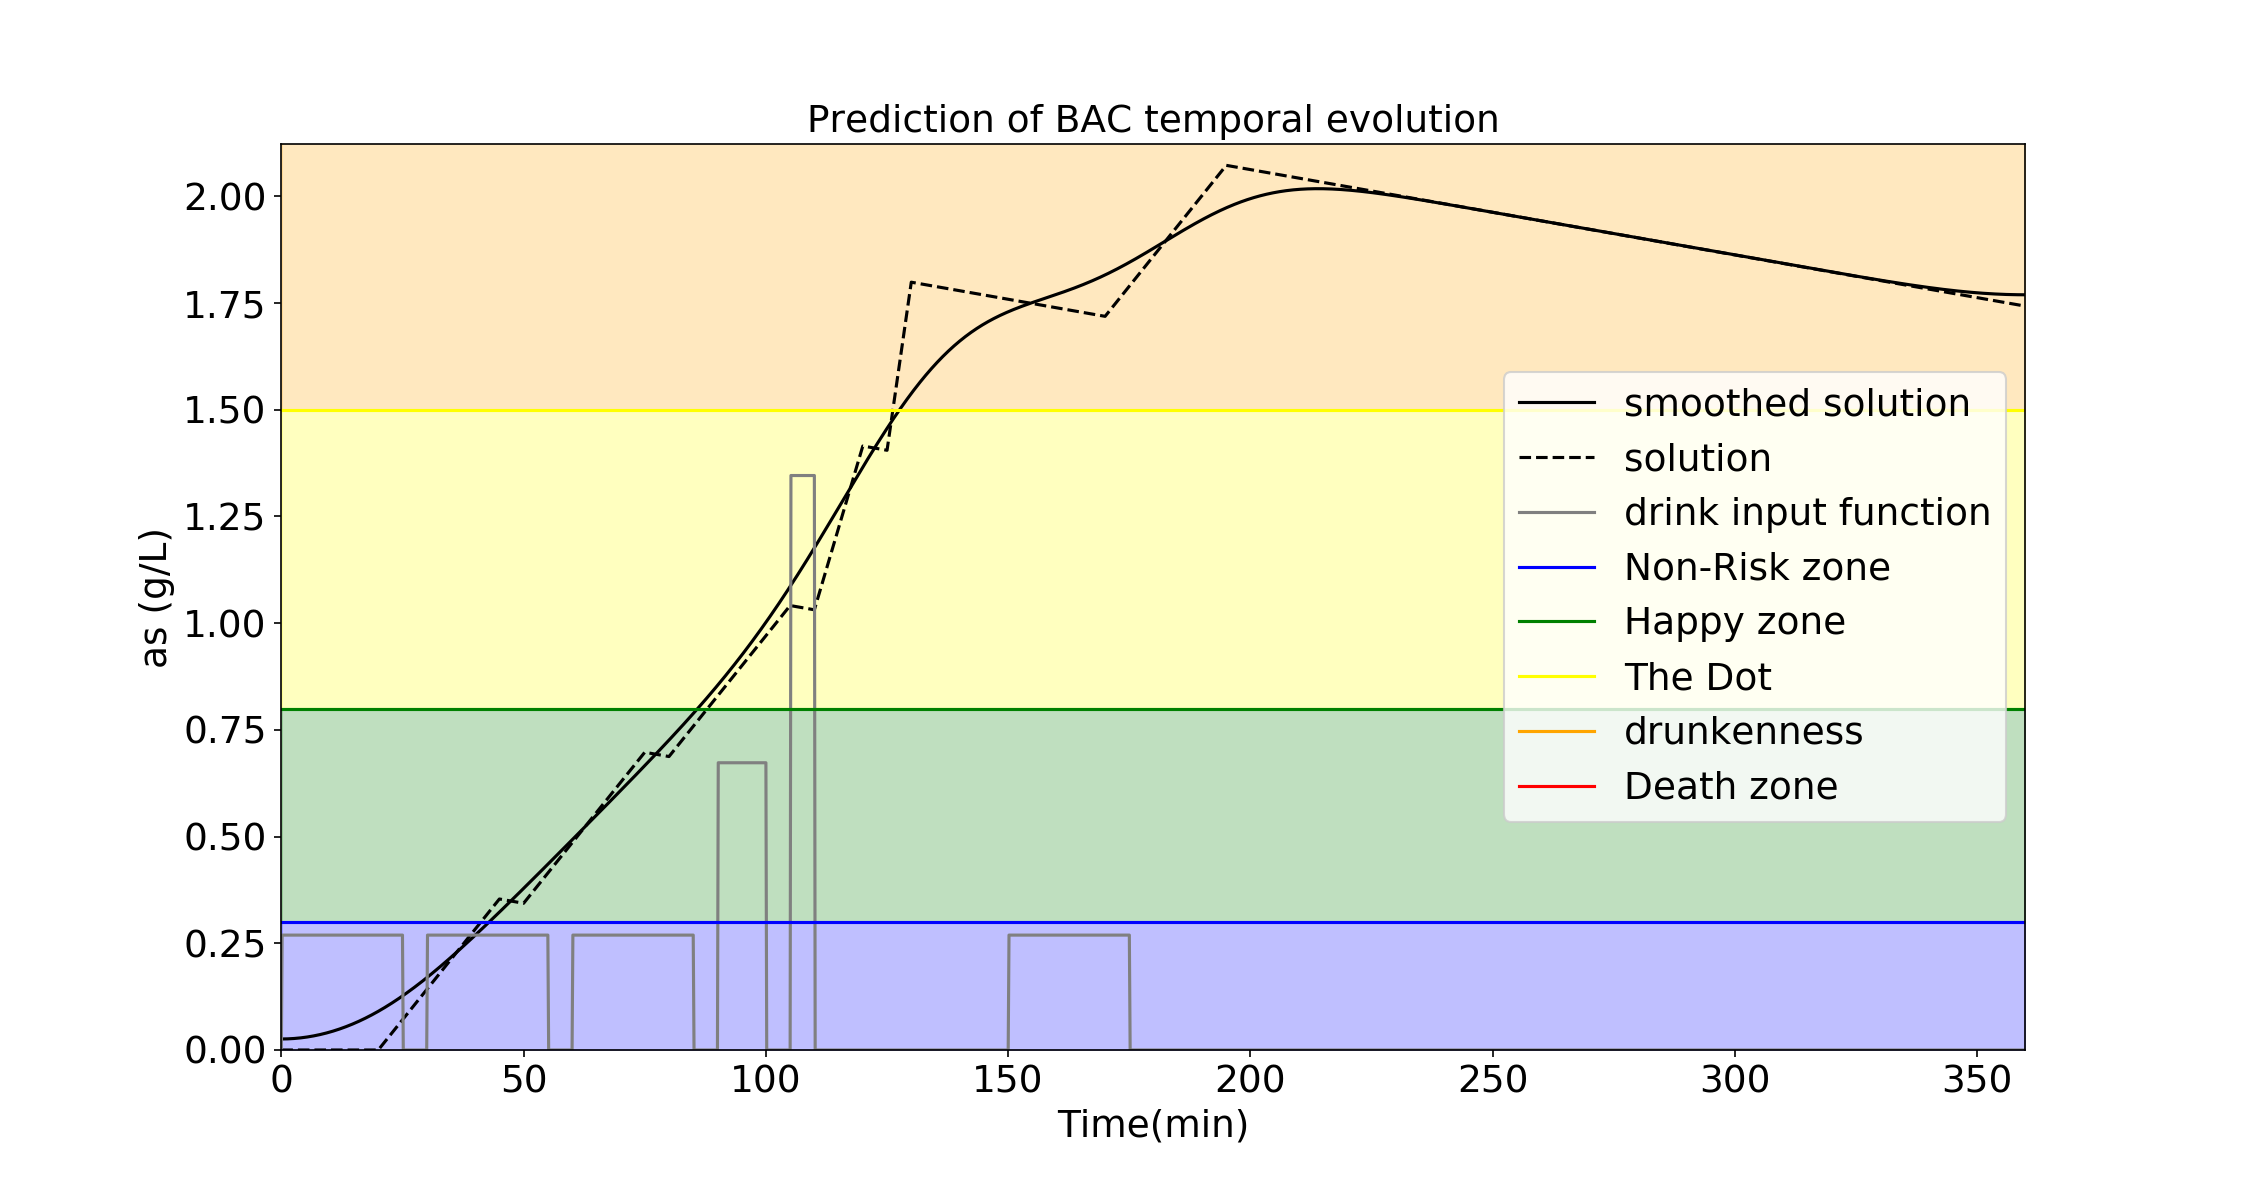 Prediction of BAC temporal evolution
2.00
1.75
1.50
1.25
1.00
0.75
0.50
0.25
0.00
as (g/L)
smoothed solution
solution
drink input function
Non-Risk zone
Happy zone
The Dot
drunkenness
Death zone
0 50 100 150 200 250 300 350
Time(min)